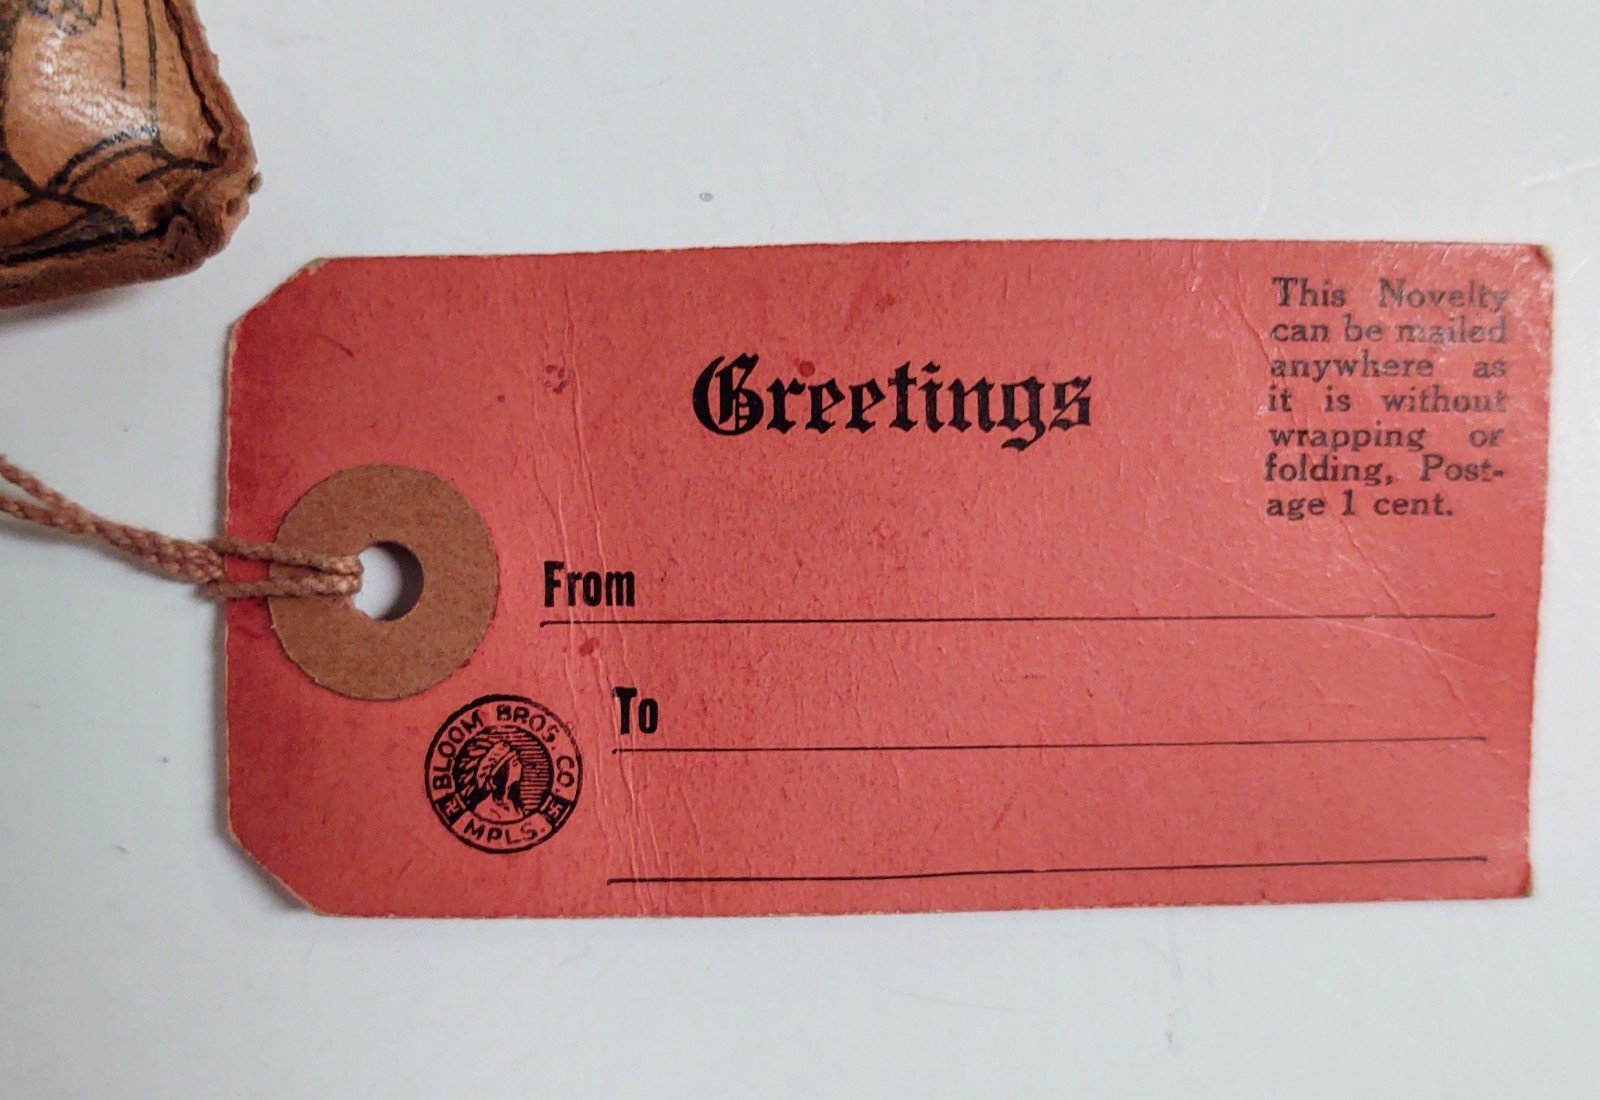 Greetings
This Novelty
can be mailed
anywhere as
it is without
wrapping or
folding, Post-
age 1 cent.
From
To
BLOOM BROS. CO.
MPLS.